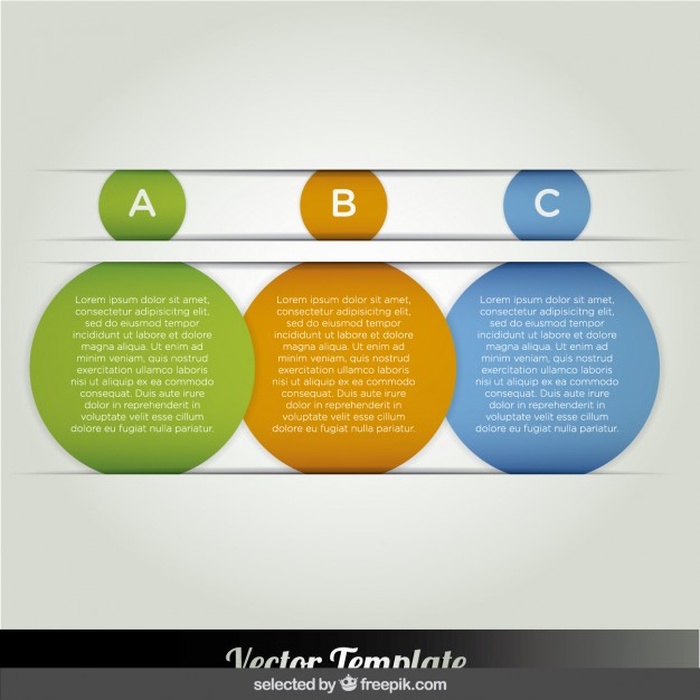 A
B
C
Lorem ipsum dolor sit amet,
consectetur adipisicitng elit,
sed do eiusmod tempor
incididunt ut labore et dolore
magna aliqua. Ut enim ad
minim veniam, quis nostrud
exercitation ullamco laboris
nisi ut aliquip ex ea commodo
consequat. Duis aute irure
dolor in reprehenderit in
voluptate velit esse cillum
dolore eu fugiat nulla pariatur.
Lorem ipsum dolor sit amet,
consectetur adipisicitng elit,
sed do eiusmod tempor
incididunt ut labore et dolore
magna aliqua. Ut enim ad
minim veniam, quis nostrud
exercitation ullamco laboris
nisi ut aliquip ex ea commodo
consequat. Duis aute irure
dolor in reprehenderit in
voluptate velit esse cillum
dolore eu fugiat nulla pariatur.
Lorem ipsum dolor sit amet,
consectetur adipisicitng elit,
sed do eiusmod tempor
incididunt ut labore et dolore
magna aliqua. Ut enim ad
minim veniam, quis nostrud
exercitation ullamco laboris
nisi ut aliquip ex ea commodo
consequat. Duis aute irure
dolor in reprehenderit in
voluptate velit esse cillum
dolore eu fugiat nulla pariatur.
Vector Template
selected by freepik.com